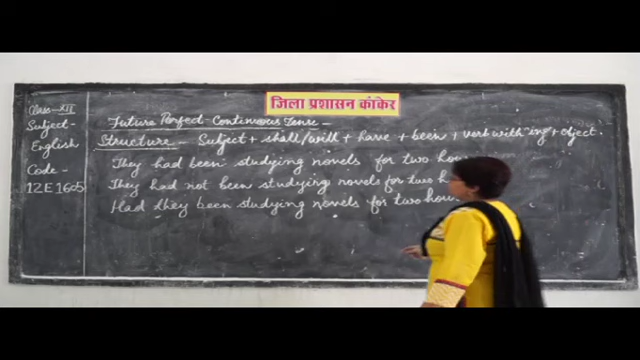 जिला प्रशासन कांकेर
Class-XII
Subject-
English
Code-
12E1605
Future Perfect Continuous Tense -
Structure - Subject + shall/will + have + been + verb with 'ing' + object.
They had been studying novels for two
They had not been studying novels for two
Had they been studying novels for two